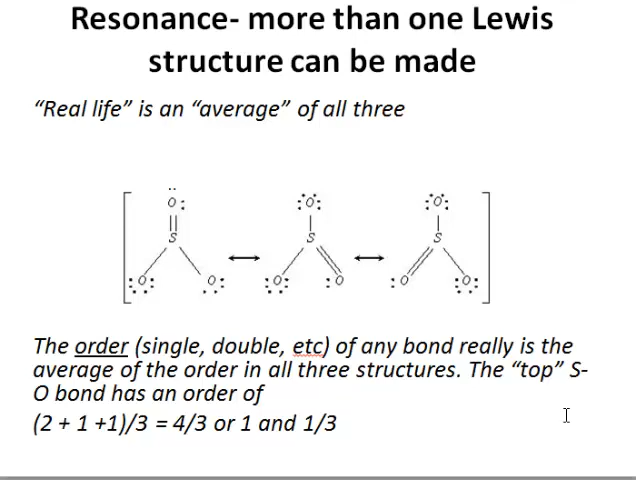 Resonance- more than one Lewis
structure can be made
“Real life” is an “average” of all three
O O O
S S S
O O O O O O
The order (single, double, etc) of any bond really is the
average of the order in all three structures. The “top” S-
O bond has an order of
(2 + 1 +1)/3 = 4/3 or 1 and 1/3